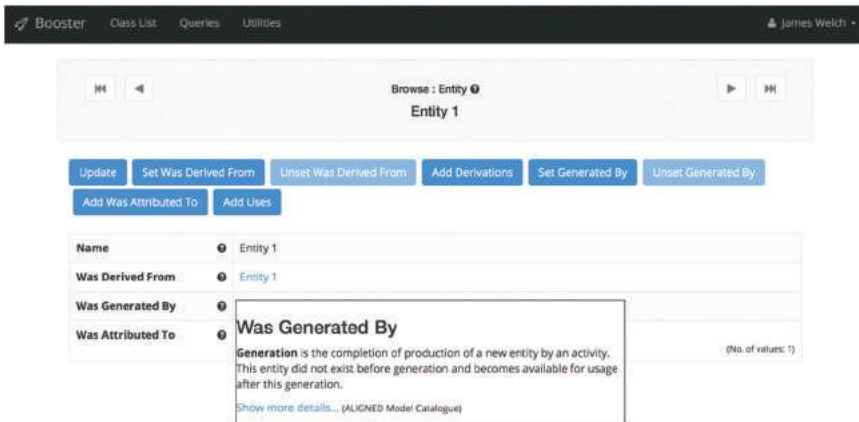 Booster Class List Queries Utilities James Welch
Browse : Entity
Entity 1
Update Set Was Derived From Unset Was Derived From Add Derivations Set Generated By Unset Generated By
Add Was Attributed To Add Uses
Name Entity 1
Was Derived From Entity 1
Was Generated By
Was Attributed To
(No. of values: 1)
Was Generated By
Generation is the completion of production of a new entity by an activity.
This entity did not exist before generation and becomes available for usage
after this generation.
Show more details... (ALIGNED Model Catalogue)